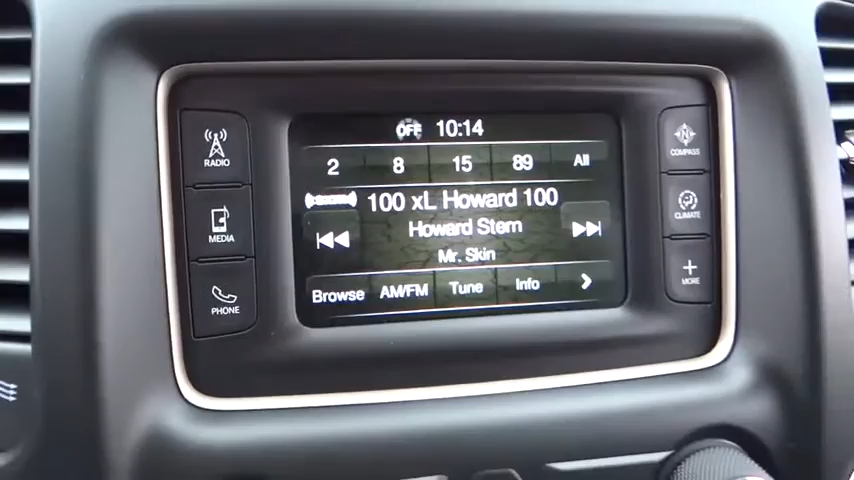 OFF 10:14
2 8 15 89 All
RADIO
COMPASS
100 xL Howard 100
Howard Stern
Mr. Skin
MEDIA
CLIMATE
Browse AM/FM Tune Info
PHONE
MORE